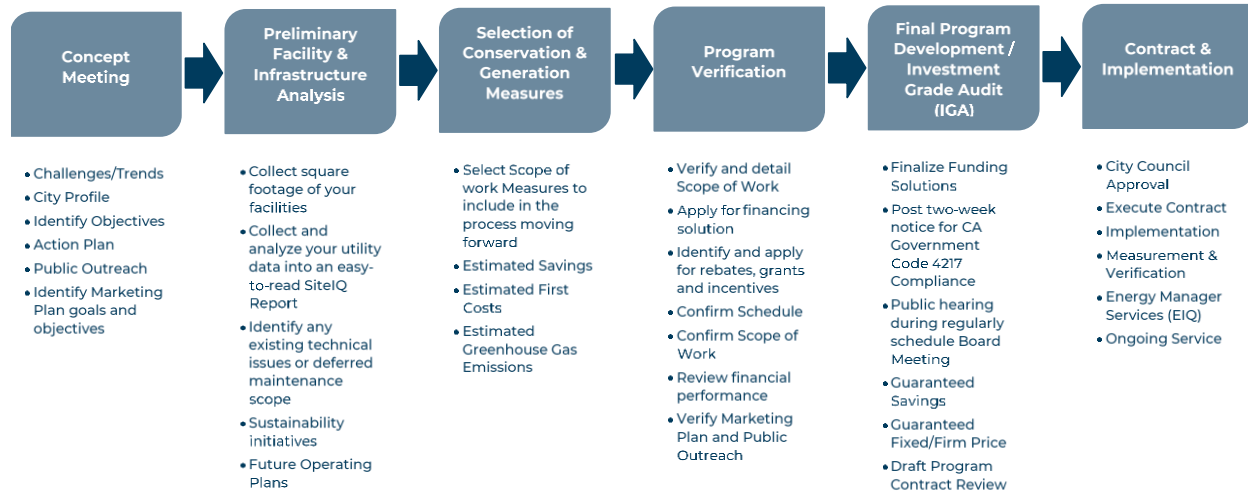 Concept
Meeting
Preliminary
Facility &
Infrastructure
Analysis
Selection of
Conservation &
Generation
Measures
Program
Verification
Final Program
Development /
Investment
Grade Audit
(IGA)
Contract &
Implementation
• Challenges/Trends
• City Profile
• Identify Objectives
• Action Plan
• Public Outreach
• Identify Marketing
Plan goals and
objectives
• Collect square
footage of your
facilities
• Collect and
analyze your utility
data into an easy-
to-read SiteIQ
Report
• Identify any
existing technical
issues or deferred
maintenance
scope
• Sustainability
initiatives
• Future Operating
Plans
• Select Scope of
work Measures to
include in the
process moving
forward
• Estimated Savings
• Estimated First
Costs
• Estimated
Greenhouse Gas
Emissions
• Verify and detail
Scope of Work
• Apply for financing
solution
• Identify and apply
for rebates, grants
and incentives
• Confirm Schedule
• Confirm Scope of
Work
• Review financial
performance
• Verify Marketing
Plan and Public
Outreach
• Finalize Funding
Solutions
• Post two-week
notice for CA
Government
Code 4217
Compliance
• Public hearing
during regularly
schedule Board
Meeting
• Guaranteed
Savings
• Guaranteed
Fixed/Firm Price
• Draft Program
Contract Review
• City Council
Approval
• Execute Contract
• Implementation
• Measurement &
Verification
• Energy Manager
Services (EIQ)
• Ongoing Service